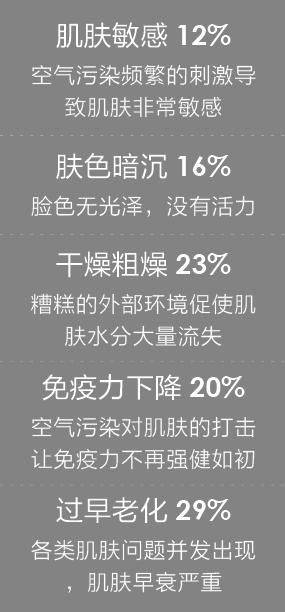 肌肤敏感 12%
空气污染频繁的刺激导
致肌肤非常敏感
肤色暗沉 16%
脸色无光泽，没有活力
干燥粗燥 23%
糟糕的外部环境促使肌
肤水分大量流失
免疫力下降 20%
空气污染对肌肤的打击
让免疫力不再强健如初
过早老化 29%
各类肌肤问题并发出现
，肌肤早衰严重